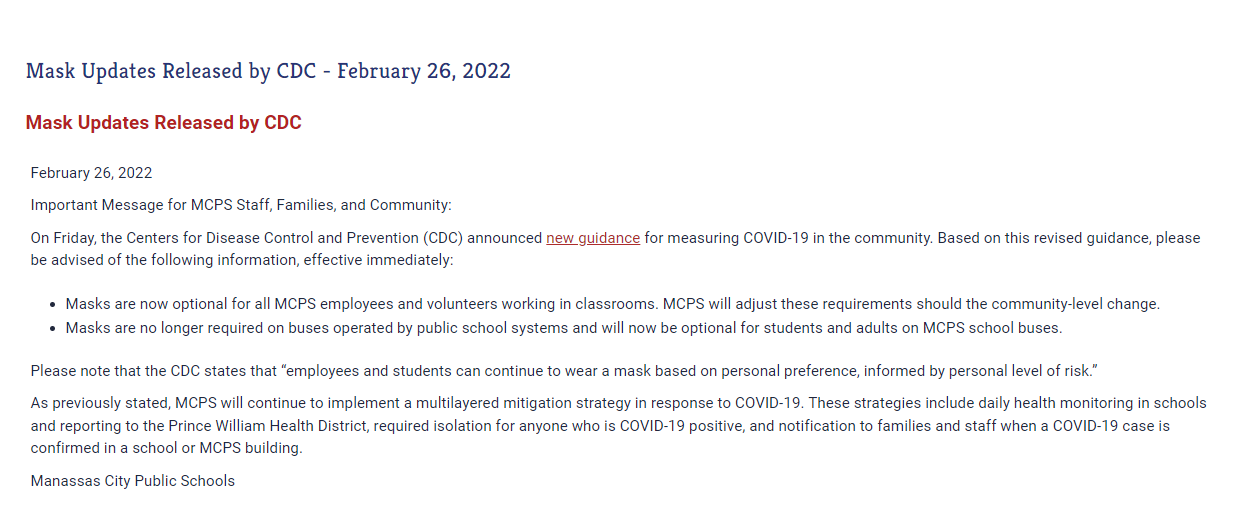 Mask Updates Released by CDC - February 26, 2022
Mask Updates Released by CDC
February 26, 2022
Important Message for MCPS Staff, Families, and Community:
On Friday, the Centers for Disease Control and Prevention (CDC) announced new guidance for measuring COVID-19 in the community. Based on this revised guidance, please
be advised of the following information, effective immediately:
• Masks are now optional for all MCPS employees and volunteers working in classrooms. MCPS will adjust these requirements should the community-level change.
• Masks are no longer required on buses operated by public school systems and will now be optional for students and adults on MCPS school buses.
Please note that the CDC states that “employees and students can continue to wear a mask based on personal preference, informed by personal level of risk.”
As previously stated, MCPS will continue to implement a multilayered mitigation strategy in response to COVID-19. These strategies include daily health monitoring in schools
and reporting to the Prince William Health District, required isolation for anyone who is COVID-19 positive, and notification to families and staff when a COVID-19 case is
confirmed in a school or MCPS building.
Manassas City Public Schools